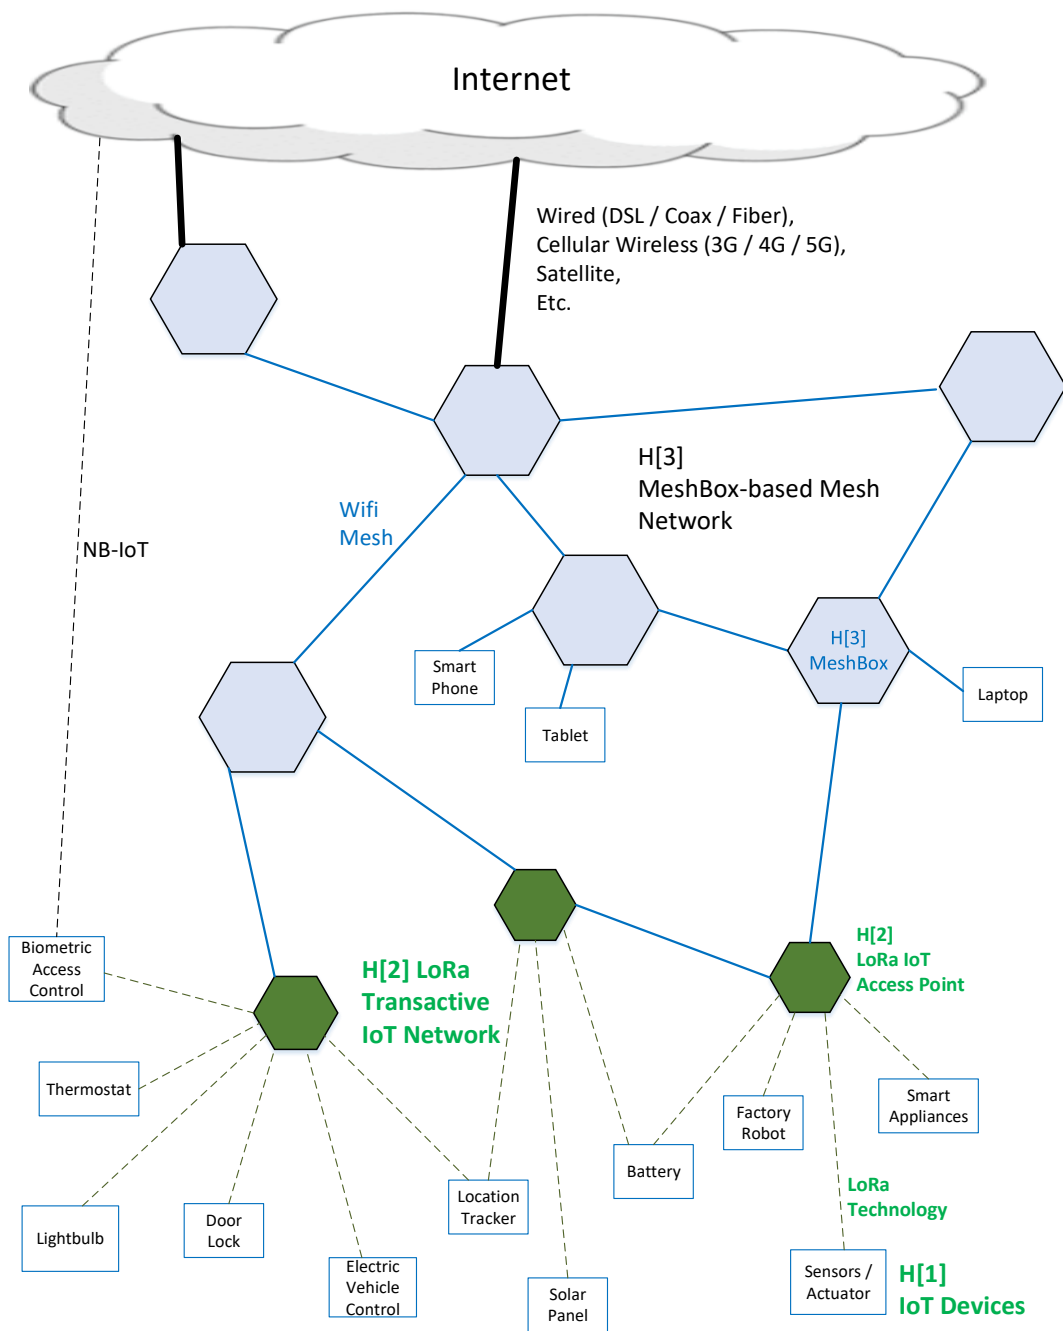 Internet
Wired (DSL / Coax / Fiber),
Cellular Wireless (3G / 4G / 5G),
Satellite,
Etc.
H[3]
MeshBox-based Mesh
Network
Wifi
Mesh
NB-IoT
H[3]
MeshBox
Smart
Phone
Laptop
Tablet
Biometric
Access
Control
H[2] LoRa
Transactive
IoT Network
H[2]
LoRa IoT
Access Point
Thermostat
Factory
Robot
Smart
Appliances
Battery
Location
Tracker
LoRa
Technology
Lightbulb
Door
Lock
Electric
Vehicle
Control
Solar
Panel
Sensors /
Actuator
H[1]
IoT Devices